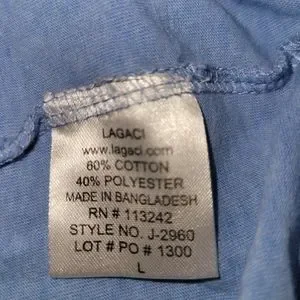 LAGACI
www.lagaci.com
60% COTTON
40% POLYESTER
MADE IN BANGLADESH
RN # 113242
STYLE NO. J-2960
LOT # PO # 1300
L